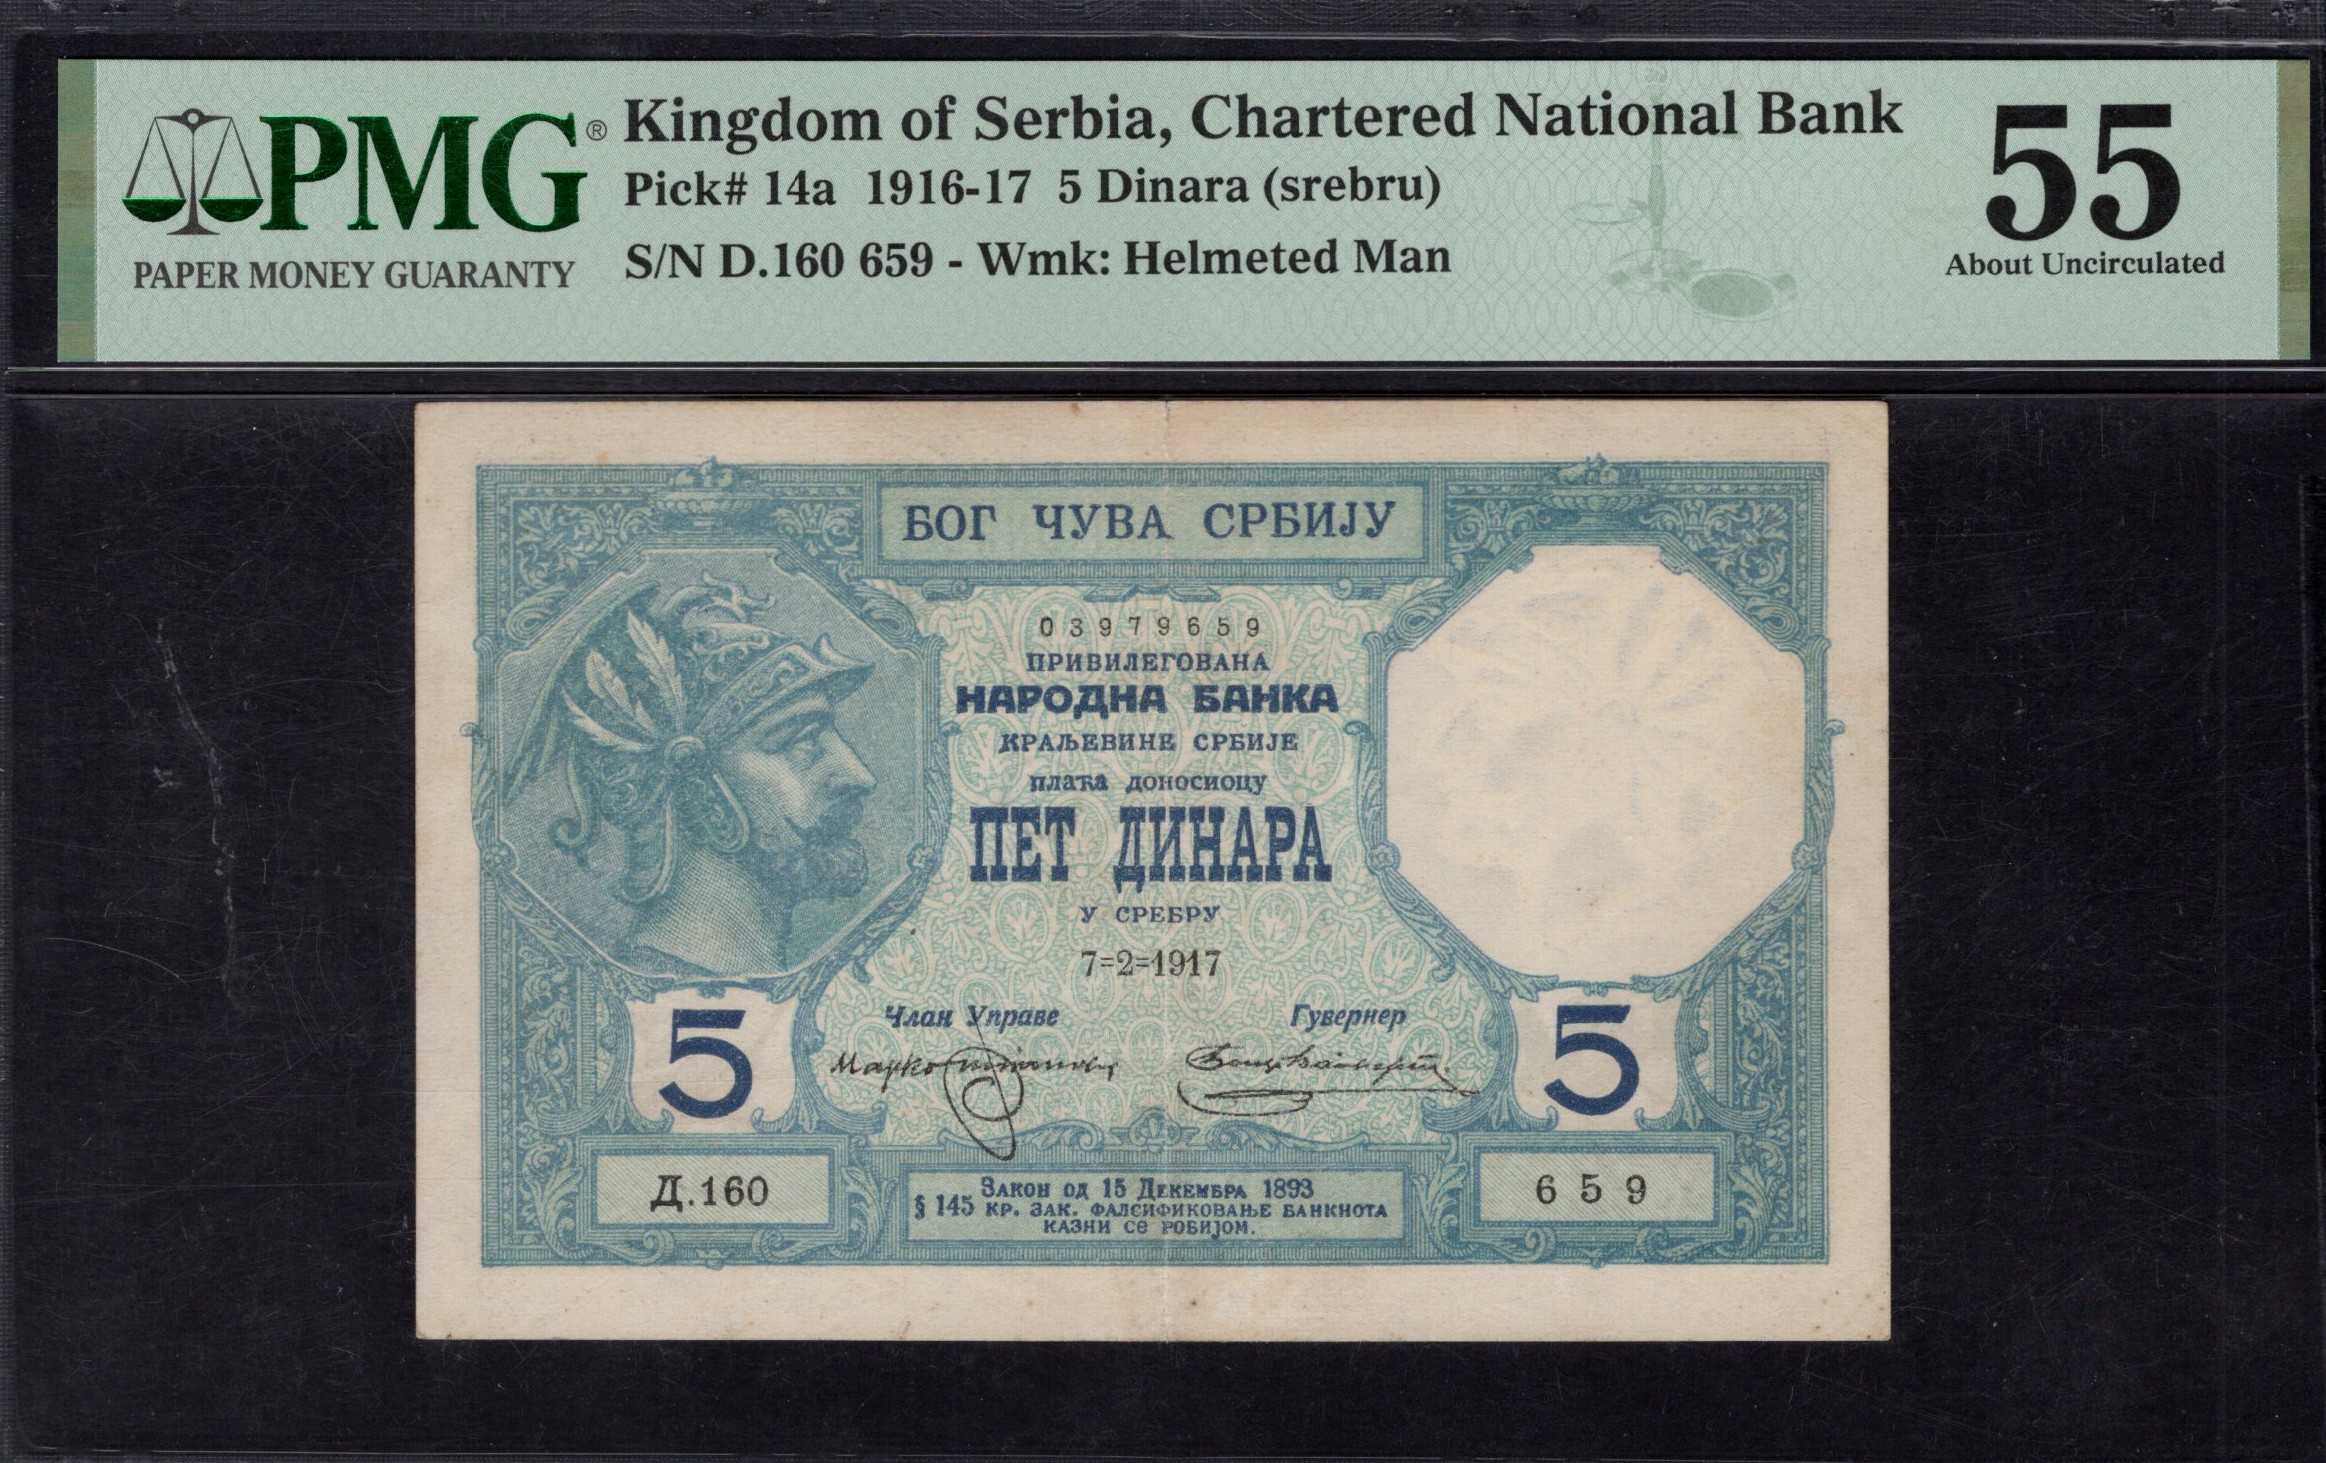 PMG®
PAPER MONEY GUARANTY
Kingdom of Serbia, Chartered National Bank
Pick# 14a 1916-17 5 Dinara (srebru)
S/N D.160 659 - Wmk: Helmeted Man
55
About Uncirculated
БОГ ЧУВА СРБИЈУ
03979659
ПРИВИЛЕГОВАНА
НАРОДНА БАНКА
КРАЉЕВИНЕ СРБИЈЕ
ПЛАЋА ДОНОСИОЦУ
ПЕТ ДИНАРА
У СРЕБРУ
7=2=1917
Члан Управе
Гувернер
5
Марко
5
Д.160
ЗАКОН ОД 15 ДЕКЕМБРА 1893
§ 145 КР. ЗАК. ФАЛСИФИКОВАЊЕ БАНКНОТА
КАЗНИ СЕ РОБИЈОМ.
659